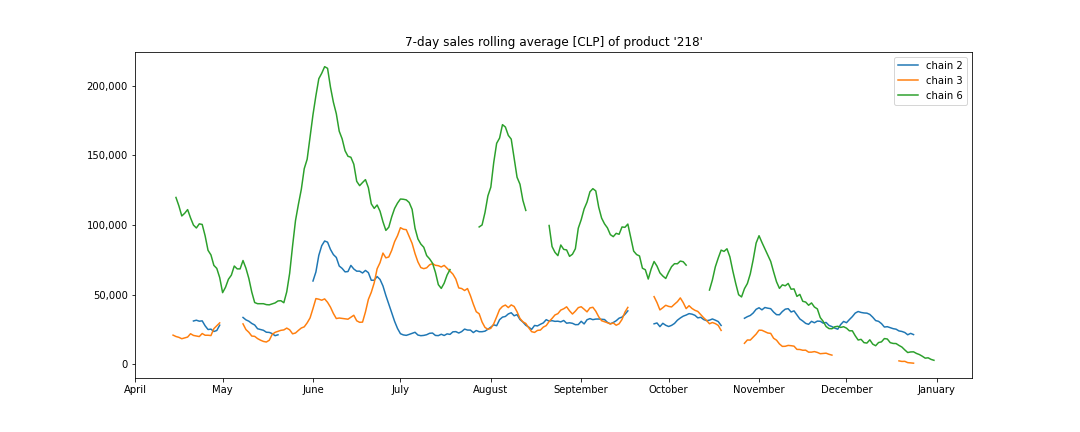 7-day sales rolling average [CLP] of product '218'
chain 2
chain 3
chain 6
200,000
150,000
100,000
50,000
0
April May June July August September October November December January